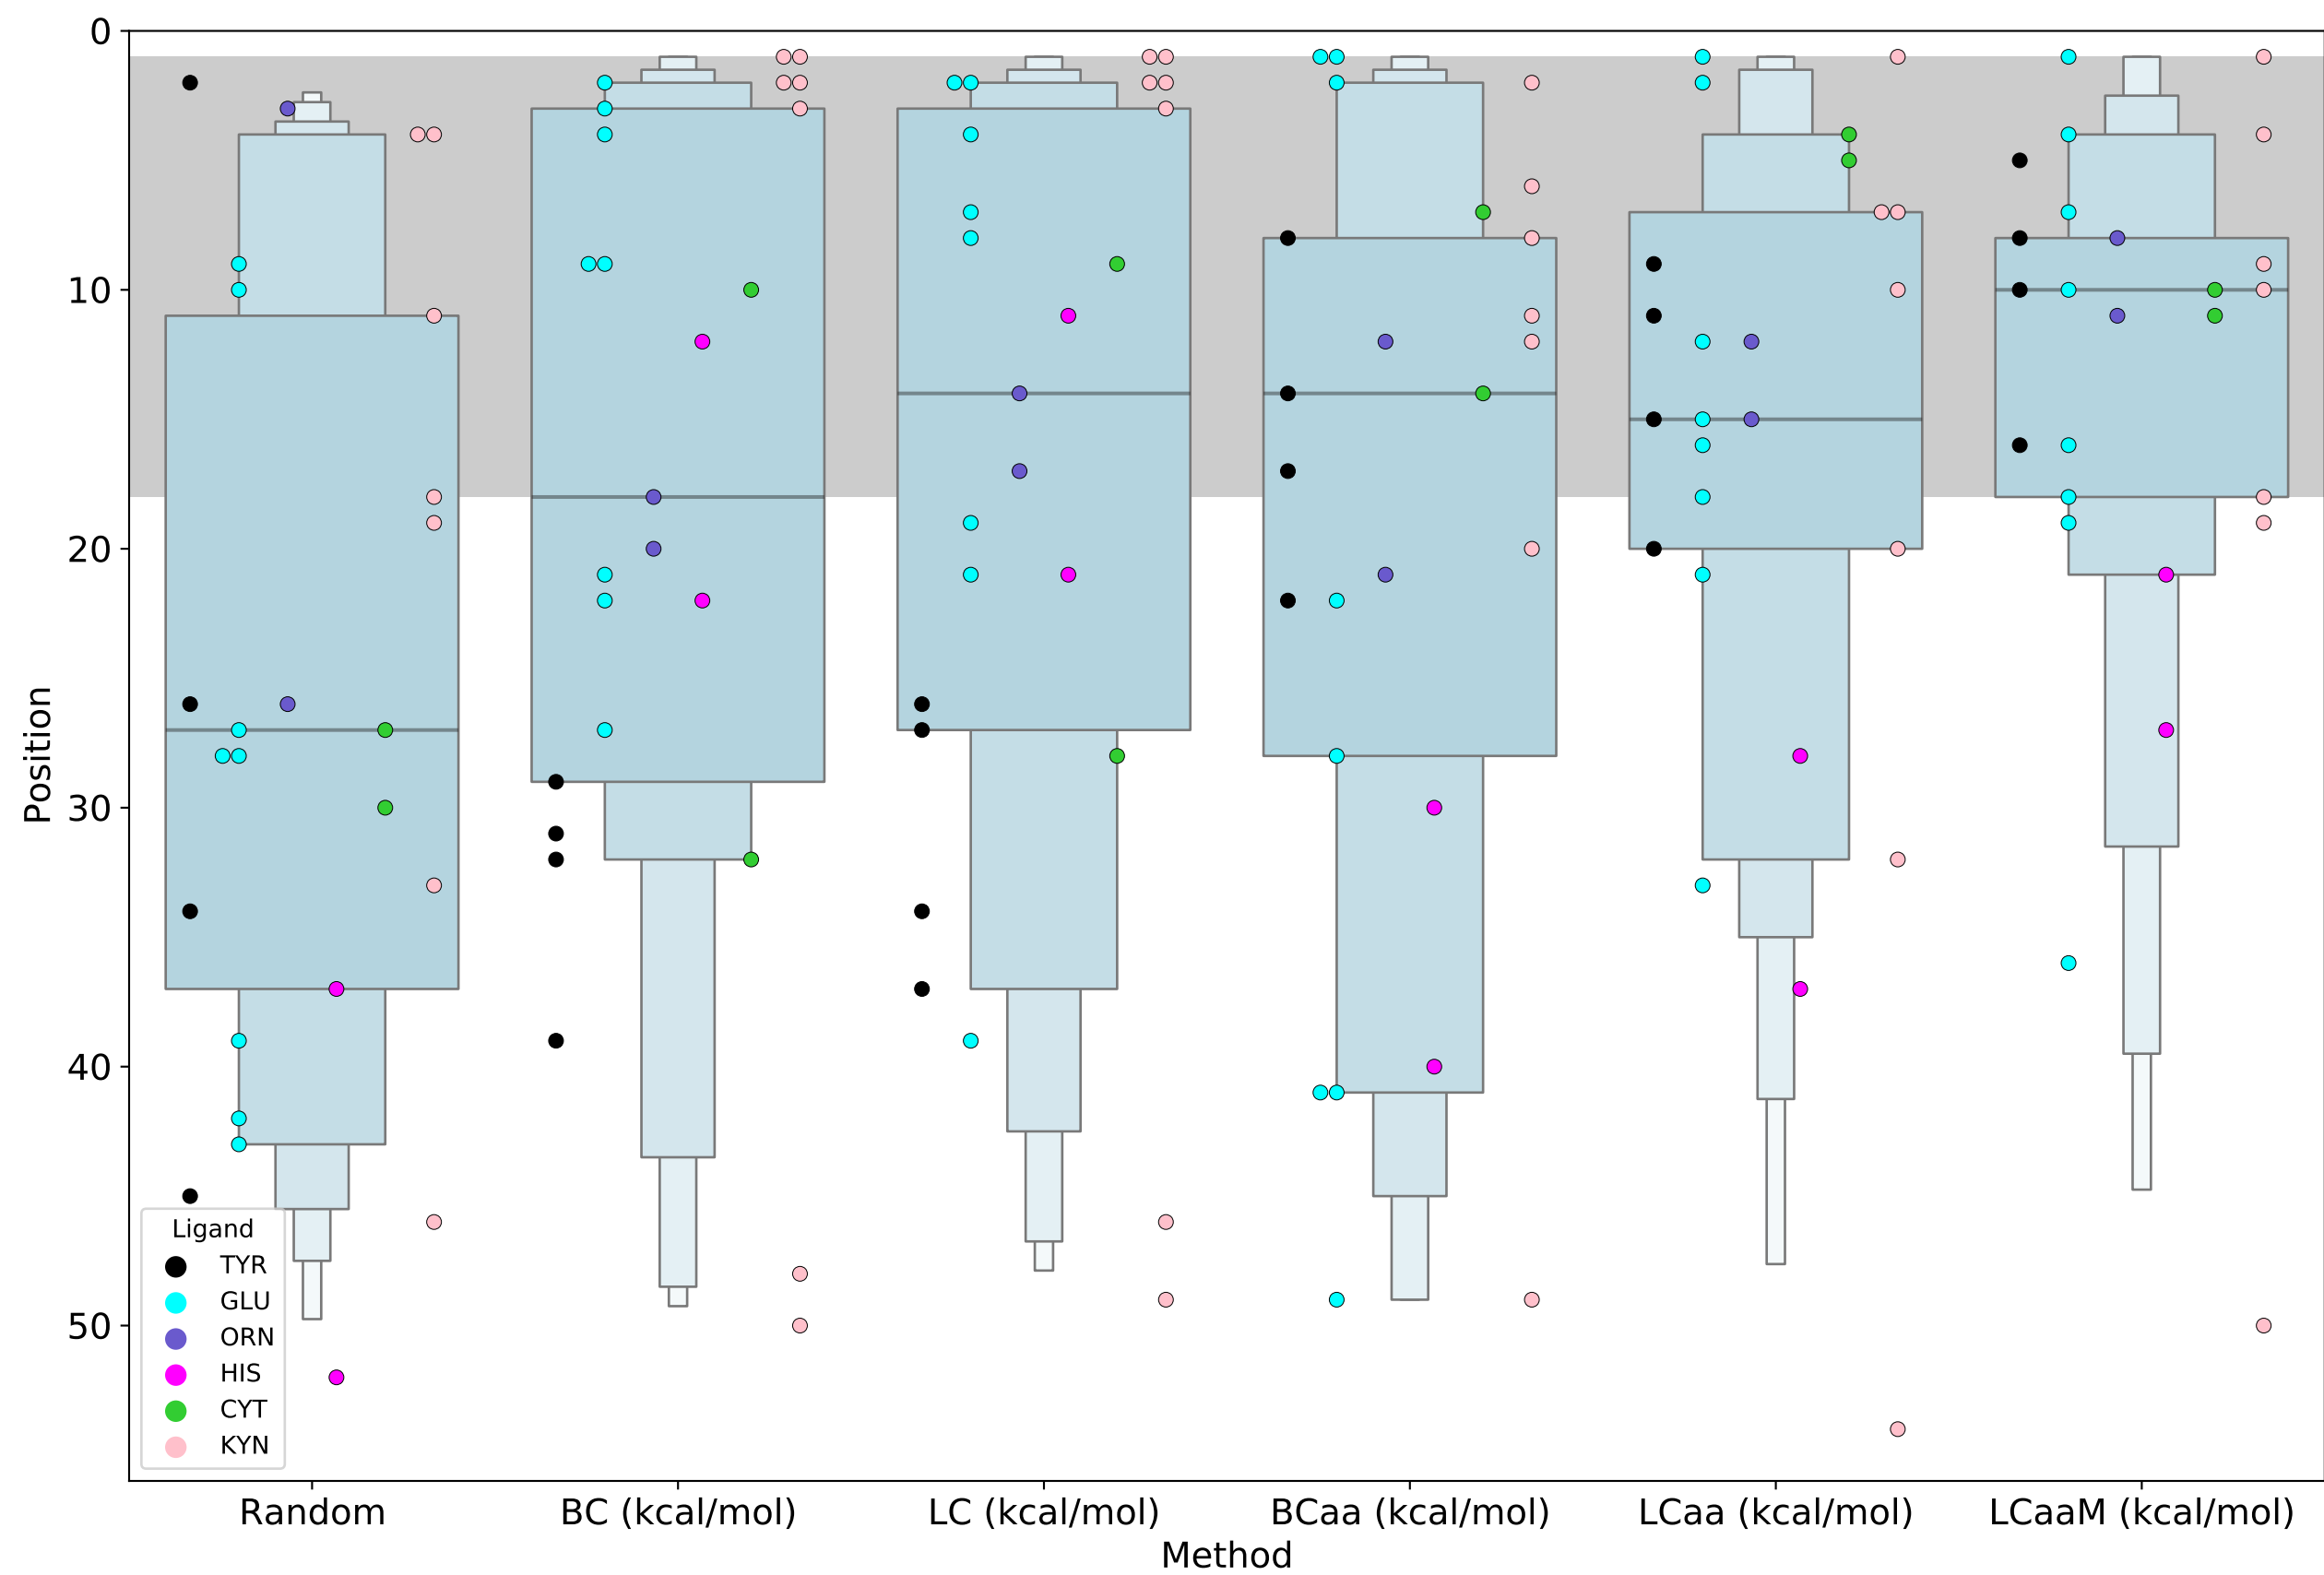 0
10
20
30
40
50
Position
Ligand
TYR
GLU
ORN
HIS
CYT
KYN
Random BC (kcal/mol) LC (kcal/mol) BCaa (kcal/mol) LCaa (kcal/mol) LCaaM (kcal/mol)
Method